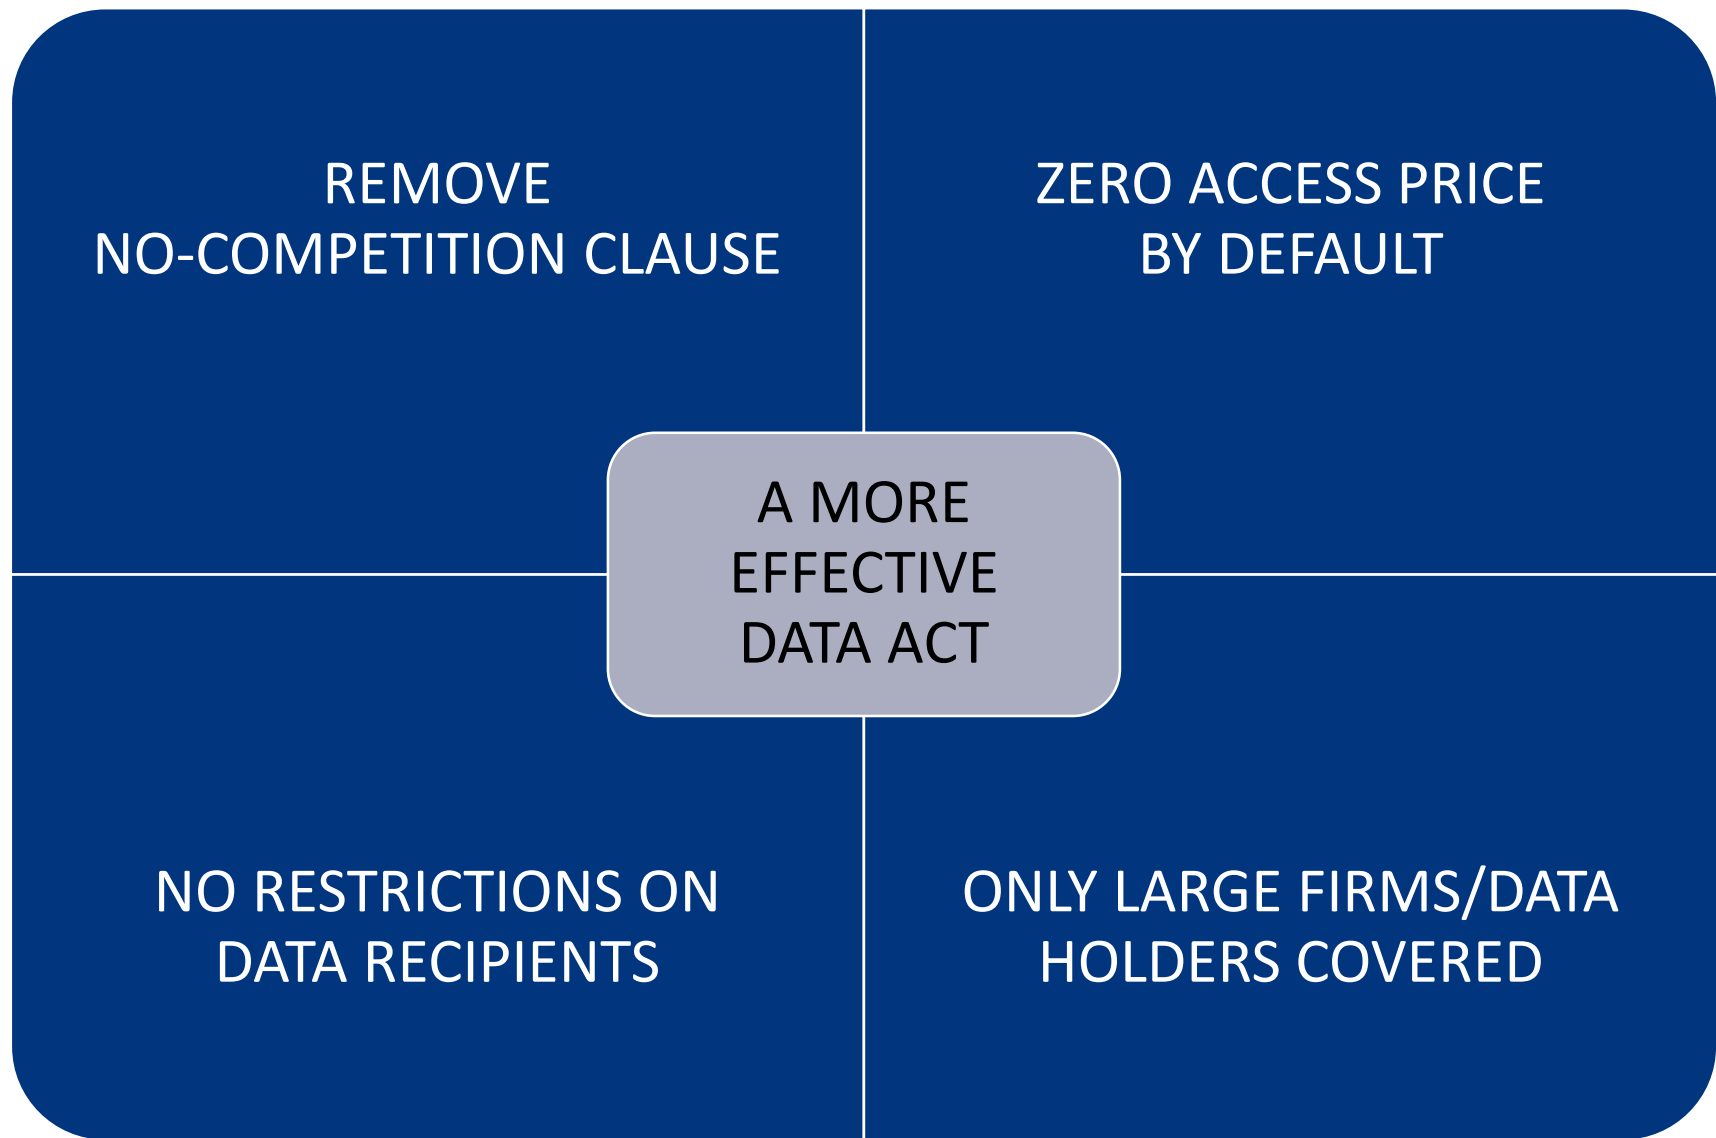 REMOVE
NO-COMPETITION CLAUSE
ZERO ACCESS PRICE
BY DEFAULT
A MORE
EFFECTIVE
DATA ACT
NO RESTRICTIONS ON
DATA RECIPIENTS
ONLY LARGE FIRMS/DATA
HOLDERS COVERED